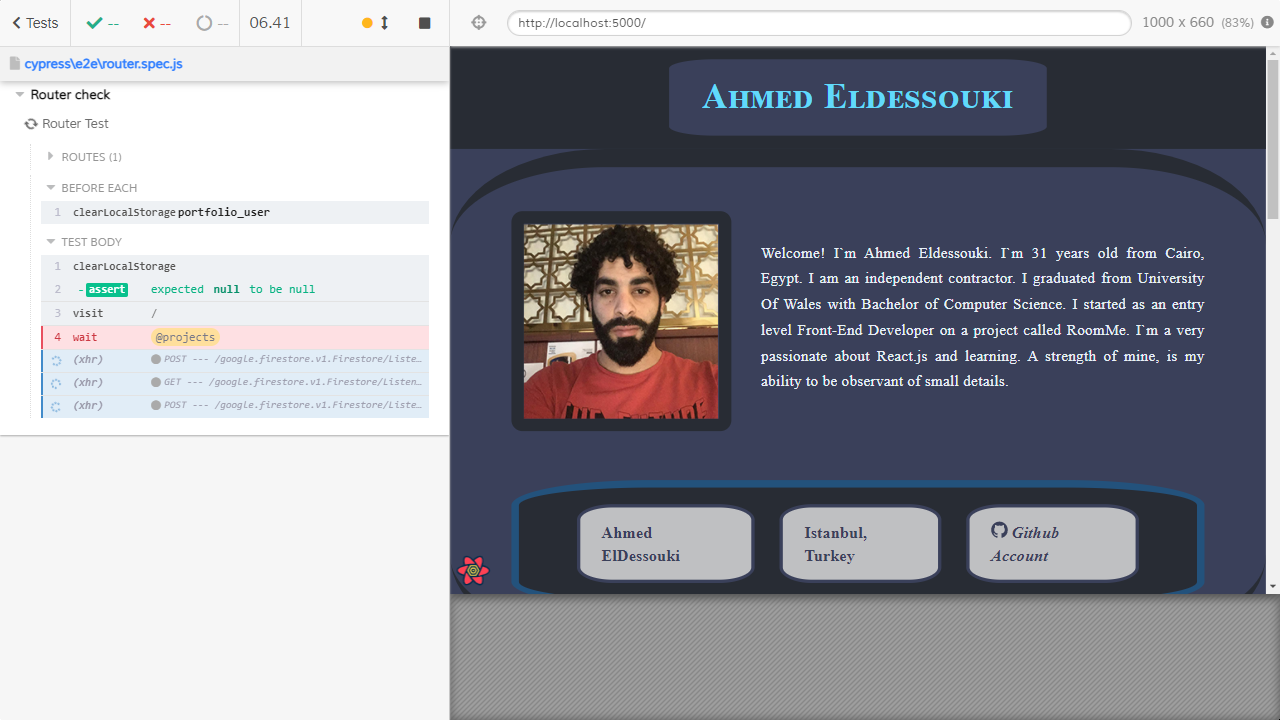 Tests
--
--
--
06.41
http://localhost:5000/
1000 x 660 (83%)
cypress\e2e\router.spec.js
Router check
Router Test
ROUTES (1)
BEFORE EACH
1 clearLocalStorage portfolio_user
TEST BODY
1 clearLocalStorage
2 -assert expected null to be null
3 visit /
4 wait @projects
(xhr) POST --- /google.firestore.v1.Firestore/Liste…
(xhr) GET --- /google.firestore.v1.Firestore/Listen…
(xhr) POST --- /google.firestore.v1.Firestore/Liste…
Ahmed Eldessouki
Welcome! I`m Ahmed Eldessouki. I`m 31 years old from Cairo,
Egypt. I am an independent contractor. I graduated from University
Of Wales with Bachelor of Computer Science. I started as an entry
level Front-End Developer on a project called RoomMe. I`m a very
passionate about React.js and learning. A strength of mine, is my
ability to be observant of small details.
Ahmed
ElDessouki
Istanbul,
Turkey
Github
Account